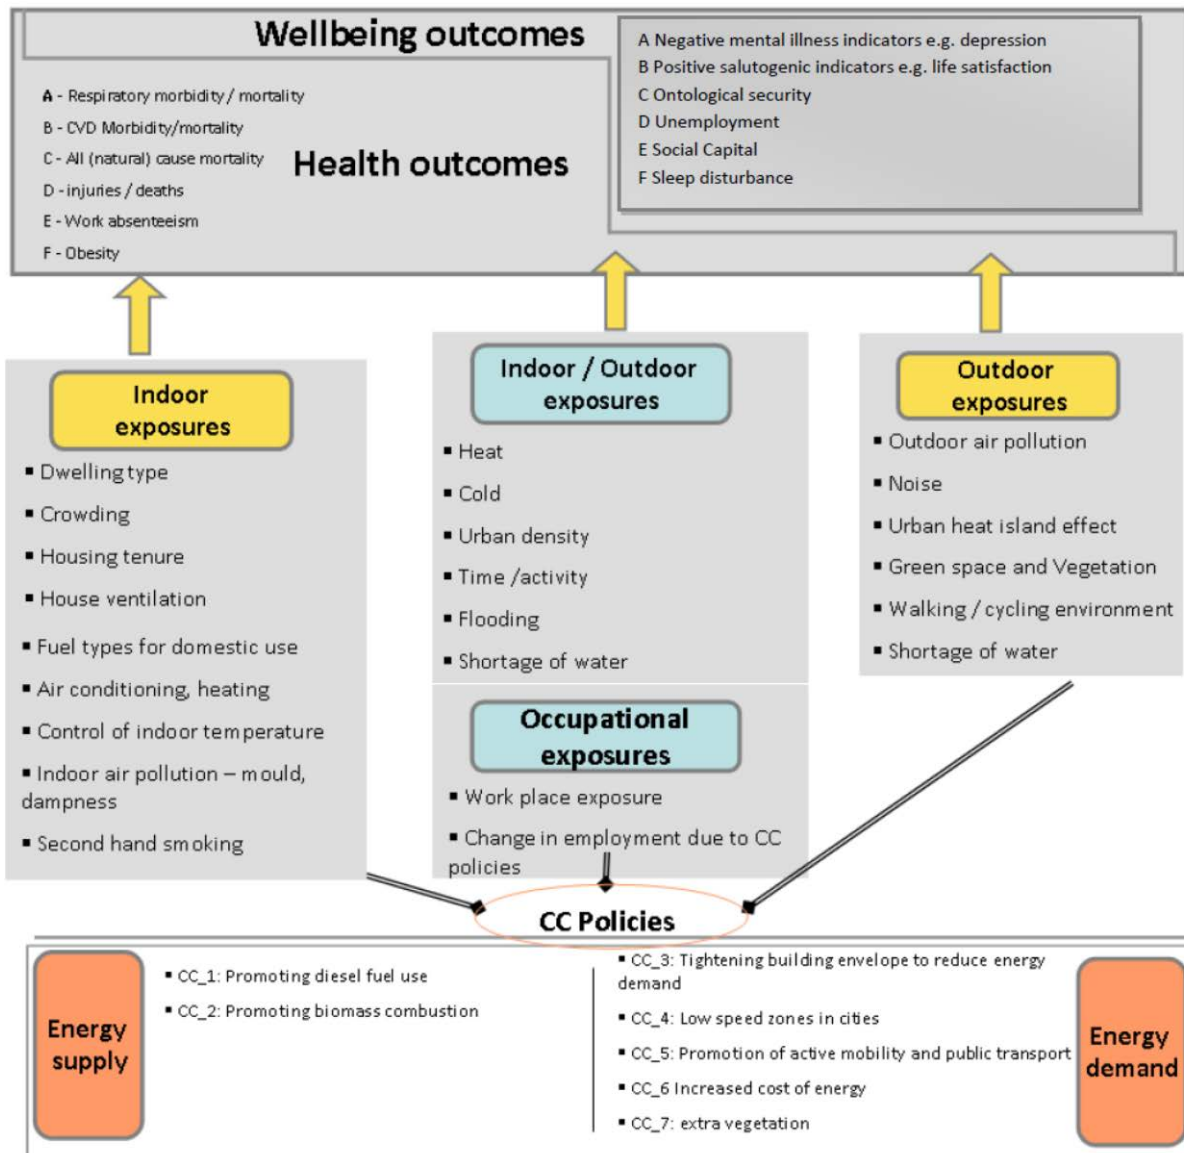 Wellbeing outcomes
A Negative mental illness indicators e.g. depression
B Positive salutogenic indicators e.g. life satisfaction
C Ontological security
D Unemployment
E Social Capital
F Sleep disturbance
A - Respiratory morbidity / mortality
B - CVD Morbidity/mortality
C - All (natural) cause mortality
D - injuries / deaths
E - Work absenteeism
F - Obesity
Health outcomes
Indoor
exposures
▪ Dwelling type
▪ Crowding
▪ Housing tenure
▪ House ventilation
▪ Fuel types for domestic use
▪ Air conditioning, heating
▪ Control of indoor temperature
▪ Indoor air pollution – mould,
dampness
▪ Second hand smoking
Indoor / Outdoor
exposures
▪ Heat
▪ Cold
▪ Urban density
▪ Time /activity
▪ Flooding
▪ Shortage of water
Occupational
exposures
▪ Work place exposure
▪ Change in employment due to CC
policies
Outdoor
exposures
▪ Outdoor air pollution
▪ Noise
▪ Urban heat island effect
▪ Green space and Vegetation
▪ Walking / cycling environment
▪ Shortage of water
CC Policies
Energy
supply
▪ CC_1: Promoting diesel fuel use
▪ CC_2: Promoting biomass combustion
▪ CC_3: Tightening building envelope to reduce energy
demand
▪ CC_4: Low speed zones in cities
▪ CC_5: Promotion of active mobility and public transport
▪ CC_6 Increased cost of energy
▪ CC_7: extra vegetation
Energy
demand